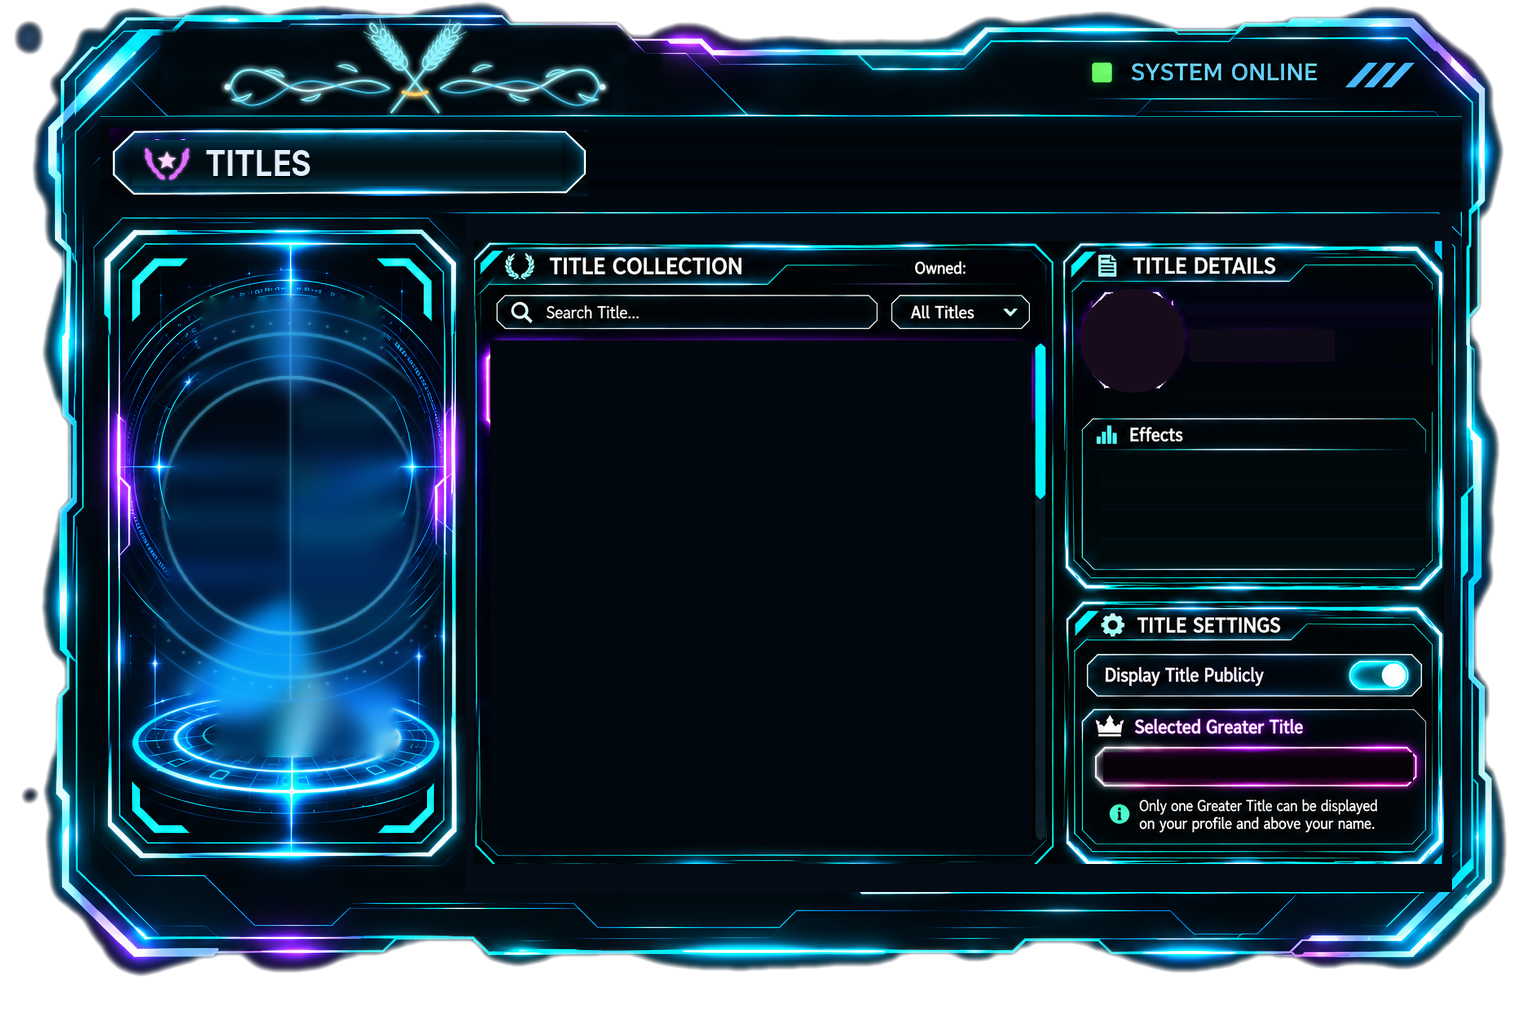 SYSTEM ONLINE
TITLES
TITLE COLLECTION
Owned:
Search Title...
All Titles
TITLE DETAILS
Effects
TITLE SETTINGS
Display Title Publicly
Selected Greater Title
Only one Greater Title can be displayed
on your profile and above your name.